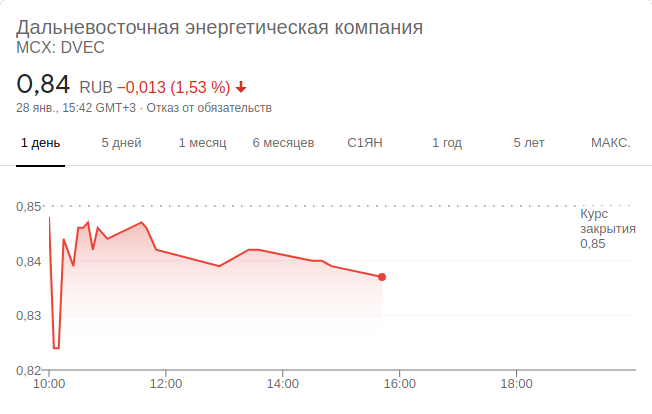 Дальневосточная энергетическая компания
MCX: DVEC
0,84 RUB −0,013 (1,53 %)
28 янв., 15:42 GMT+3 · Отказ от обязательств
1 день 5 дней 1 месяц 6 месяцев С1ЯН 1 год 5 лет МАКС.
0,85
Курс
закрытия
0,85
0,84
0,83
0,82
10:00 12:00 14:00 16:00 18:00